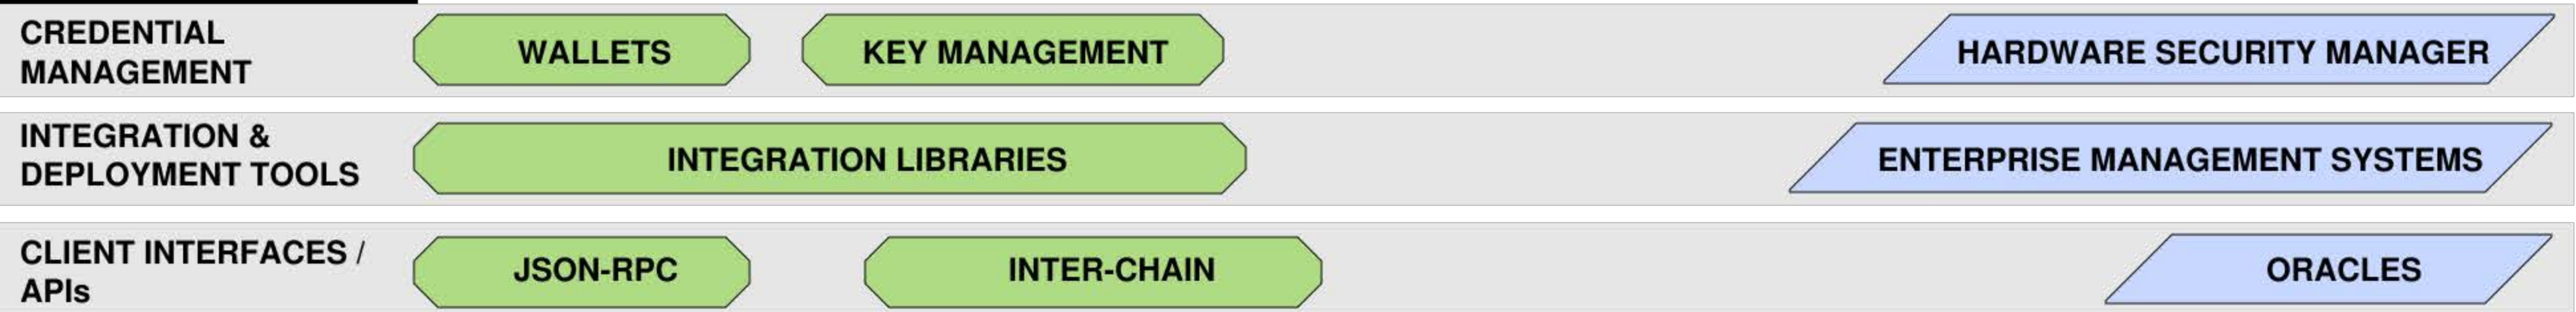 CREDENTIAL
MANAGEMENT
WALLETS
KEY MANAGEMENT
HARDWARE SECURITY MANAGER
INTEGRATION &
DEPLOYMENT TOOLS
INTEGRATION LIBRARIES
ENTERPRISE MANAGEMENT SYSTEMS
CLIENT INTERFACES /
APIs
JSON-RPC
INTER-CHAIN
ORACLES